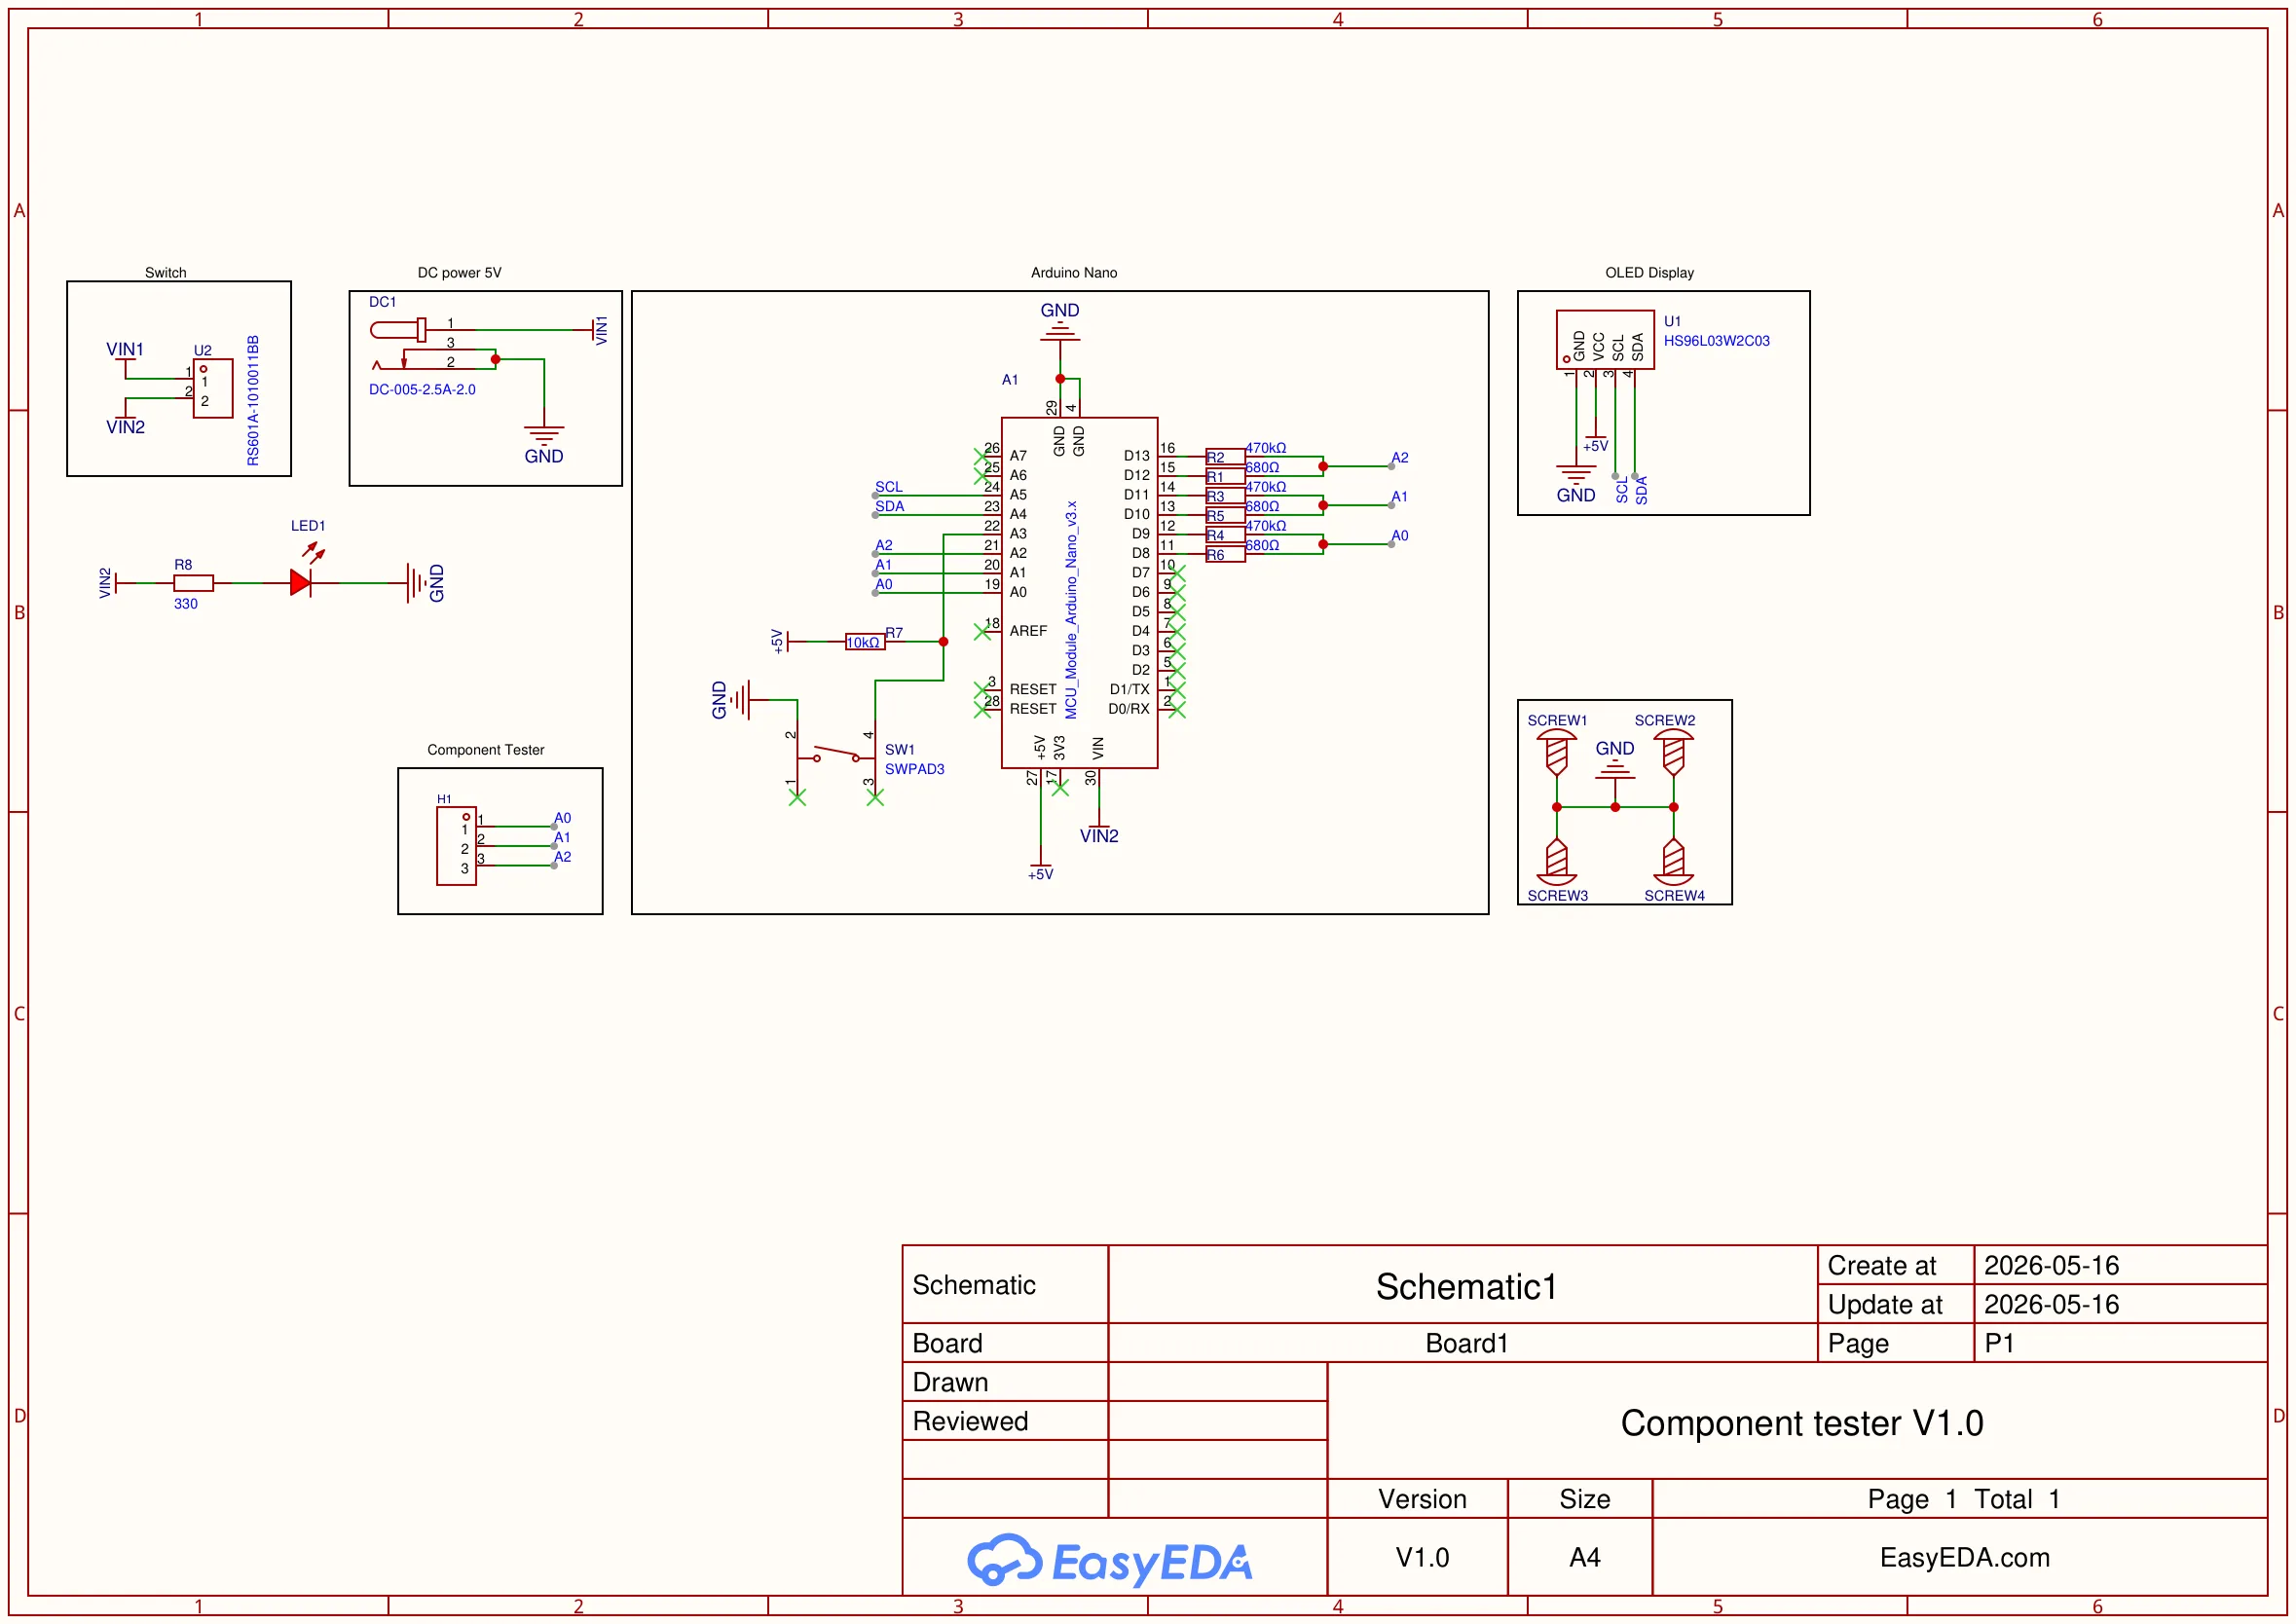 1 2 3 4 5 6
A
B
C
D
A
B
C
D
Switch
VIN1
VIN2
U2
1
2
1
2
RS601A-1010011BB
DC power 5V
DC1
1
3
2
VIN1
DC-005-2.5A-2.0
GND
VIN2
R8
330
LED1
GND
Component Tester
H1
1
2
3
1
2
3
A0
A1
A2
Arduino Nano
GND
A1
29
4
GND
GND
26 A7
25 A6
SCL 24 A5
SDA 23 A4
22 A3
A2 21 A2
A1 20 A1
A0 19 A0
18 AREF
3 RESET
28 RESET
MCU_Module_Arduino_Nano_v3.x
D13 16 R2 470kΩ
D12 15 R1 680Ω
A2
D11 14 R3 470kΩ
D10 13 R5 680Ω
A1
D9 12 R4 470kΩ
D8 11 R6 680Ω
A0
D7 10
D6 9
D5 8
D4 7
D3 6
D2 5
D1/TX 1
D0/RX 2
+5V
3V3
VIN
27
17
30
+5V
VIN2
+5V
10kΩ
R7
GND
2
4
1
3
SW1
SWPAD3
OLED Display
GND
VCC
SCL
SDA
1
2
3
4
U1
HS96L03W2C03
+5V
GND
SCL
SDA
SCREW1
SCREW2
GND
SCREW3
SCREW4
Schematic
Schematic1
Create at
2026-05-16
Update at
2026-05-16
Board
Board1
Page
P1
Drawn
Reviewed
Component tester V1.0
Version
Size
Page 1 Total 1
EasyEDA
V1.0
A4
EasyEDA.com
1 2 3 4 5 6